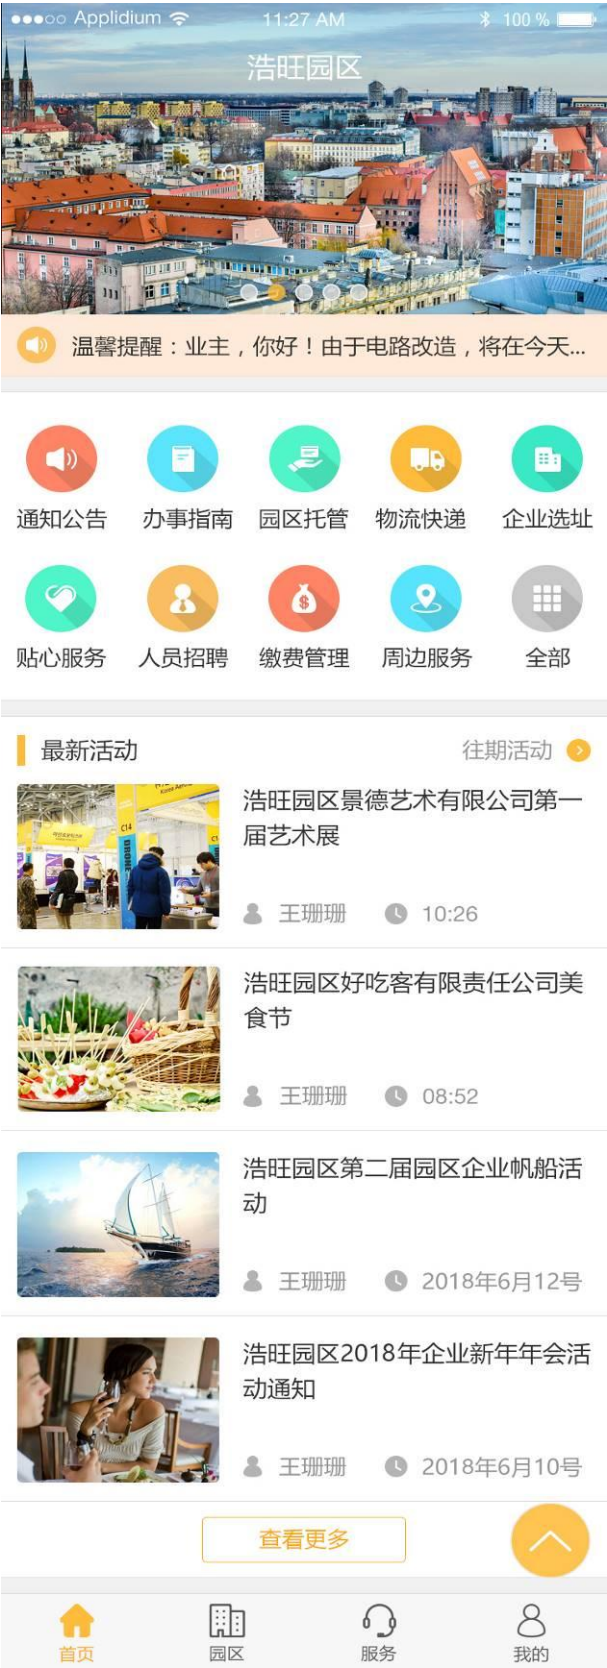 Applidium 11:27 AM 100 %
浩旺园区
温馨提醒：业主，你好！由于电路改造，将在今天...
通知公告 办事指南 园区托管 物流快递 企业选址
贴心服务 人员招聘 缴费管理 周边服务 全部
最新活动 往期活动
浩旺园区景德艺术有限公司第一
届艺术展
王珊珊 10:26
C14
浩旺园区好吃客有限责任公司美
食节
王珊珊 08:52
浩旺园区第二届园区企业帆船活
动
王珊珊 2018年6月12号
浩旺园区2018年企业新年年会活
动通知
王珊珊 2018年6月10号
查看更多
首页 园区 服务 我的